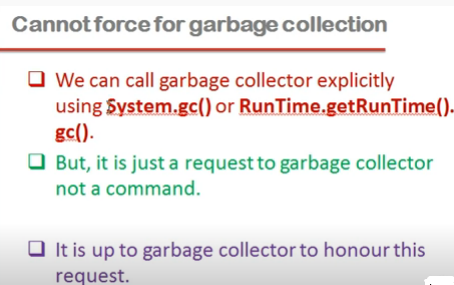 Cannot force for garbage collection
❑ We can call garbage collector explicitly
using System.gc() or RunTime.getRunTime().
gc().
❑ But, it is just a request to garbage collector
not a command.
❑ It is up to garbage collector to honour this
request.